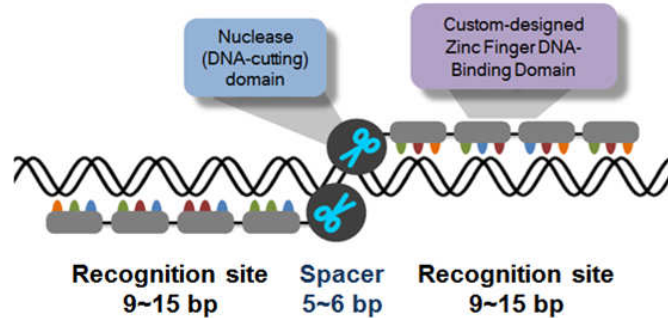 Nuclease
(DNA-cutting)
domain
Custom-designed
Zinc Finger DNA-
Binding Domain
Recognition site
9~15 bp
Spacer
5~6 bp
Recognition site
9~15 bp